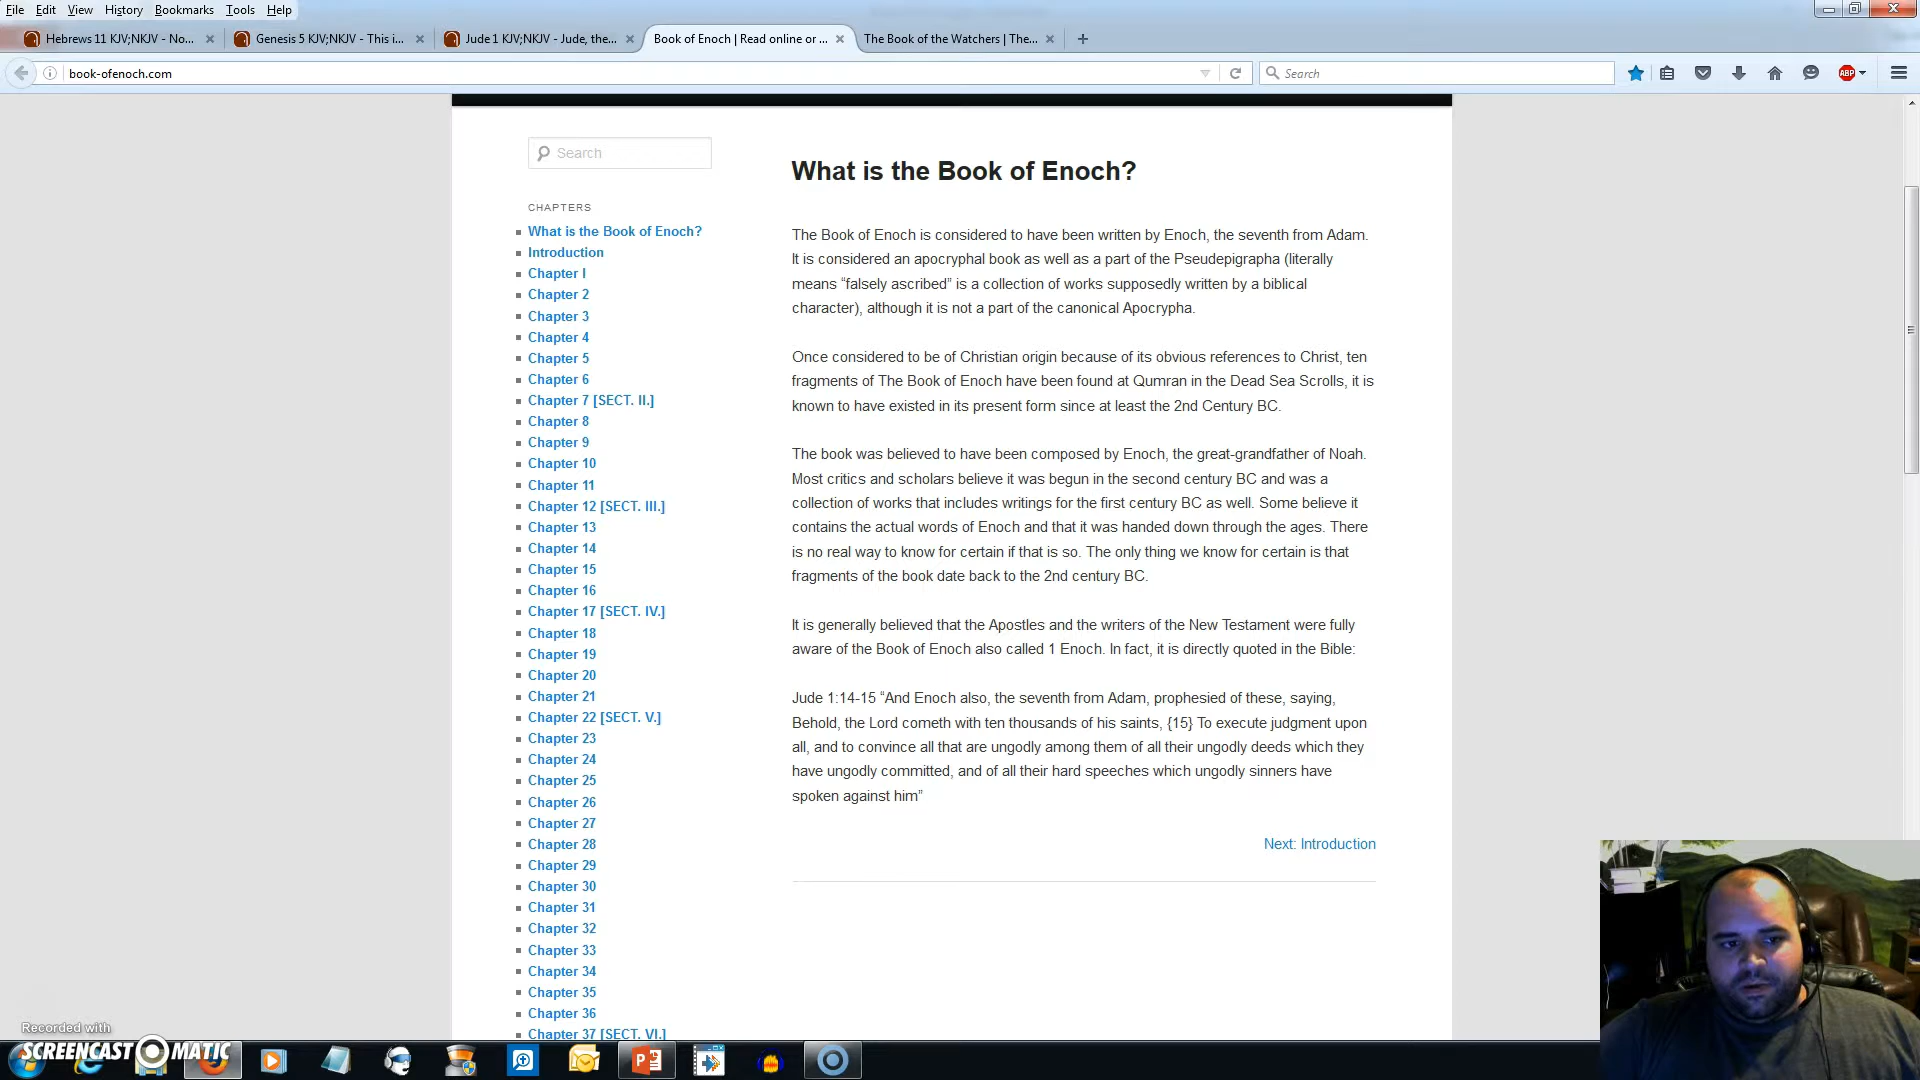 File Edit View History Bookmarks Tools Help
Hebrews 11 KJV;NKJV - No...
Genesis 5 KJV;NKJV - This i...
Jude 1 KJV;NKJV - Jude, the...
Book of Enoch | Read online or ...
The Book of the Watchers | The...
book-ofenoch.com
Search
ABP
Search
CHAPTERS
What is the Book of Enoch?
Introduction
Chapter I
Chapter 2
Chapter 3
Chapter 4
Chapter 5
Chapter 6
Chapter 7 [SECT. II.]
Chapter 8
Chapter 9
Chapter 10
Chapter 11
Chapter 12 [SECT. III.]
Chapter 13
Chapter 14
Chapter 15
Chapter 16
Chapter 17 [SECT. IV.]
Chapter 18
Chapter 19
Chapter 20
Chapter 21
Chapter 22 [SECT. V.]
Chapter 23
Chapter 24
Chapter 25
Chapter 26
Chapter 27
Chapter 28
Chapter 29
Chapter 30
Chapter 31
Chapter 32
Chapter 33
Chapter 34
Chapter 35
Chapter 36
Chapter 37 [SECT. VI.]
What is the Book of Enoch?
The Book of Enoch is considered to have been written by Enoch, the seventh from Adam.
It is considered an apocryphal book as well as a part of the Pseudepigrapha (literally
means “falsely ascribed” is a collection of works supposedly written by a biblical
character), although it is not a part of the canonical Apocrypha.
Once considered to be of Christian origin because of its obvious references to Christ, ten
fragments of The Book of Enoch have been found at Qumran in the Dead Sea Scrolls, it is
known to have existed in its present form since at least the 2nd Century BC.
The book was believed to have been composed by Enoch, the great-grandfather of Noah.
Most critics and scholars believe it was begun in the second century BC and was a
collection of works that includes writings for the first century BC as well. Some believe it
contains the actual words of Enoch and that it was handed down through the ages. There
is no real way to know for certain if that is so. The only thing we know for certain is that
fragments of the book date back to the 2nd century BC.
It is generally believed that the Apostles and the writers of the New Testament were fully
aware of the Book of Enoch also called 1 Enoch. In fact, it is directly quoted in the Bible:
Jude 1:14-15 “And Enoch also, the seventh from Adam, prophesied of these, saying,
Behold, the Lord cometh with ten thousands of his saints, {15} To execute judgment upon
all, and to convince all that are ungodly among them of all their ungodly deeds which they
have ungodly committed, and of all their hard speeches which ungodly sinners have
spoken against him”
Next: Introduction
Recorded with
SCREENCAST MATIC